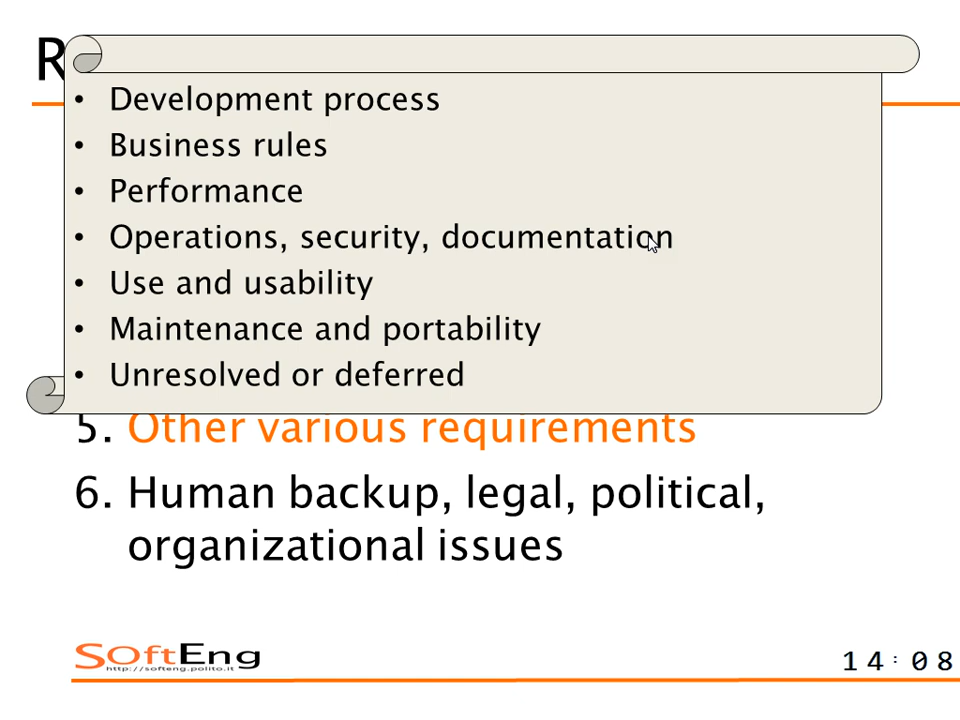 R
• Development process
• Business rules
• Performance
• Operations, security, documentation
• Use and usability
• Maintenance and portability
• Unresolved or deferred
5. Other various requirements
6. Human backup, legal, political,
organizational issues
SoftEng
http://softeng.polito.it
14:08